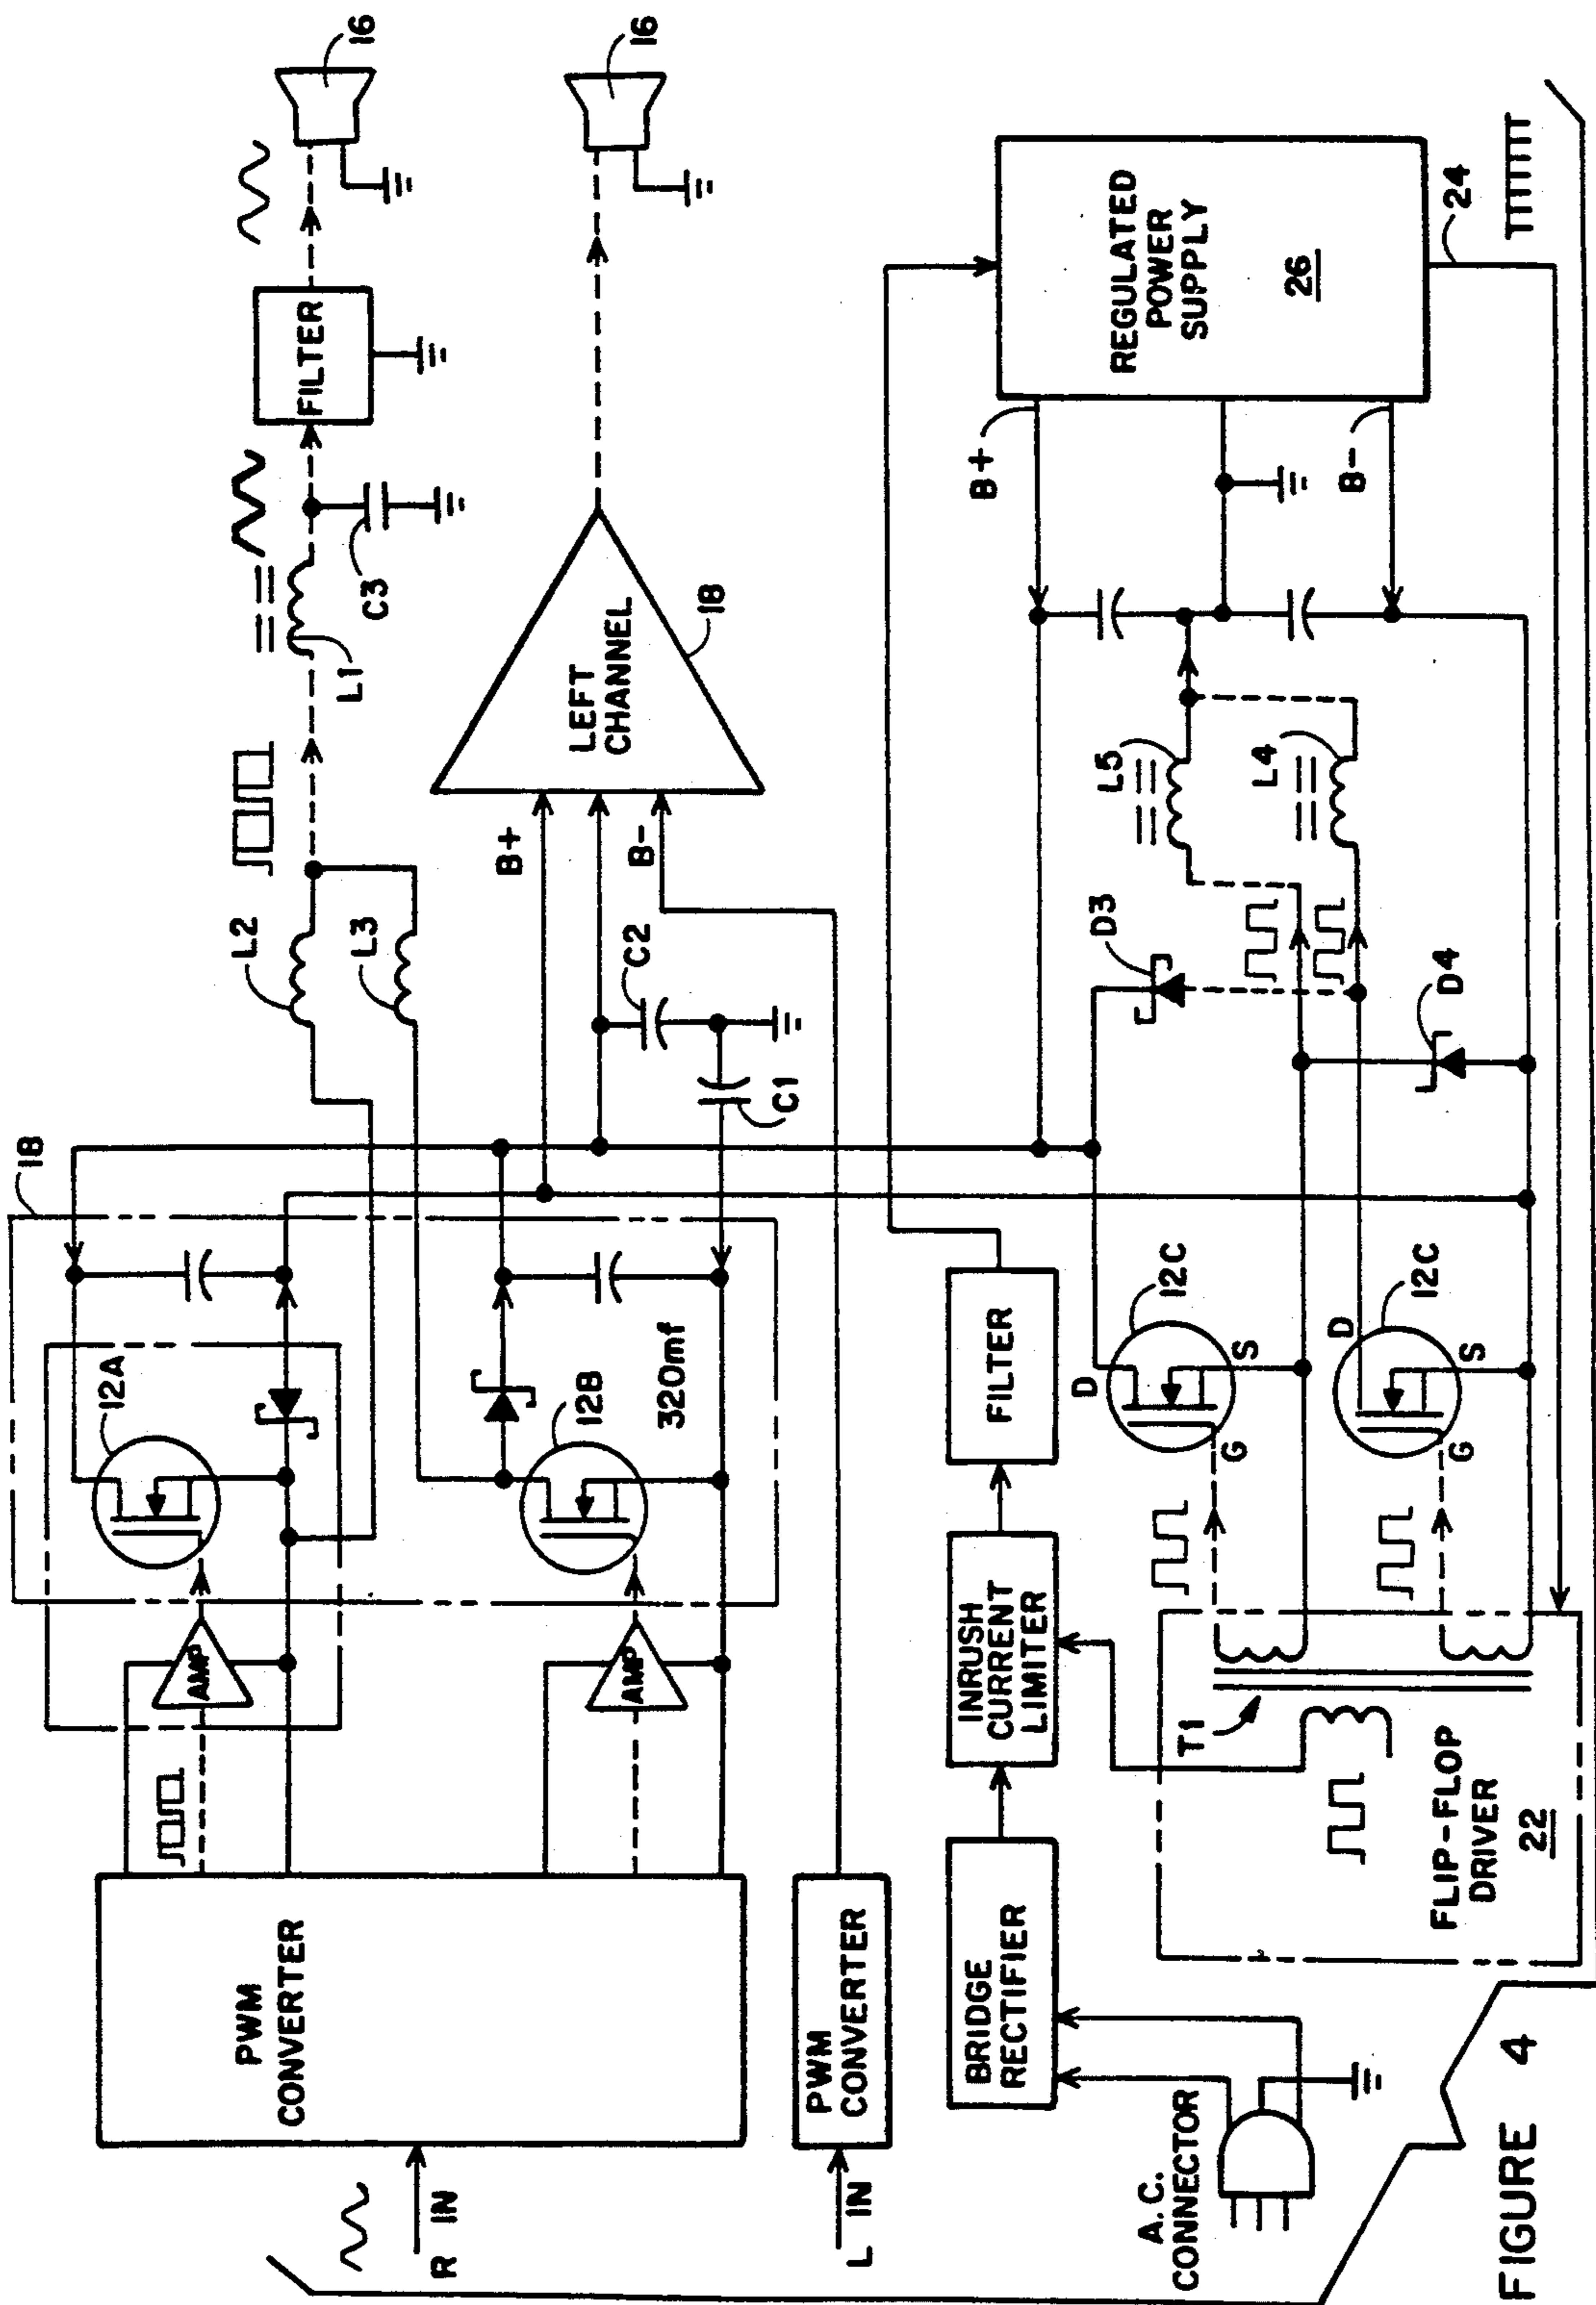 R IN
PWM
CONVERTER
AMP
AMP
12A
12B
320mf
18
L2
L3
L1
C3
FILTER
16
L IN
PWM
CONVERTER
C1
C2
B+
B-
LEFT
CHANNEL
18
16
A.C.
CONNECTOR
BRIDGE
RECTIFIER
INRUSH
CURRENT
LIMITER
FILTER
T1
FLIP-FLOP
DRIVER
22
D
12C
G
S
D
12C
G
S
D3
D4
L5
L4
B+
B-
REGULATED
POWER
SUPPLY
26
24
FIGURE 4